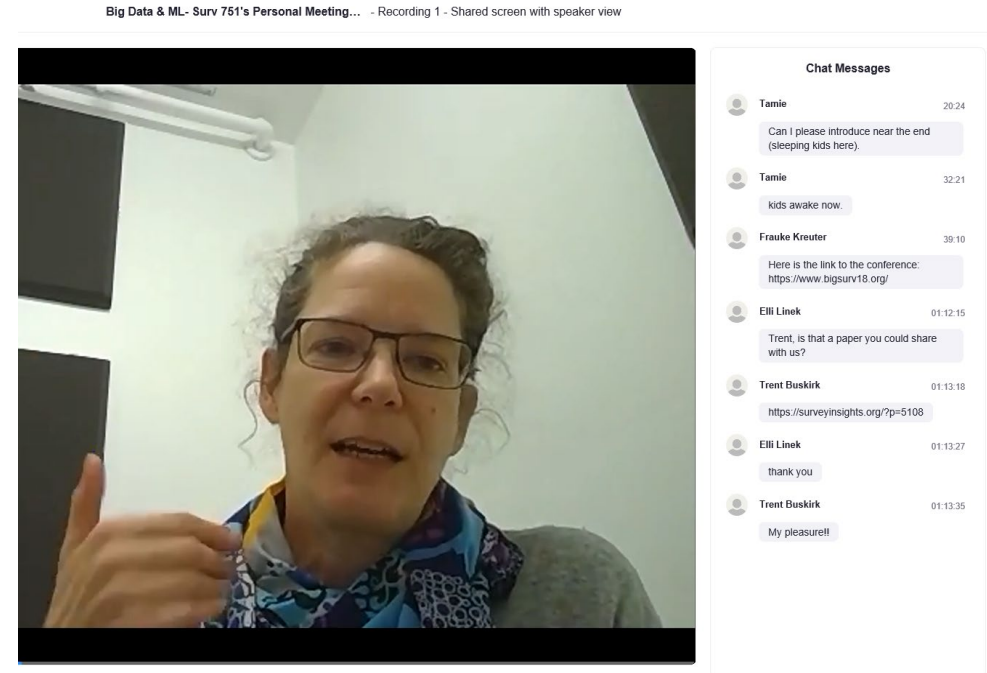 Big Data & ML- Surv 751's Personal Meeting... - Recording 1 - Shared screen with speaker view
Chat Messages
Tamie 20:24
Can I please introduce near the end
(sleeping kids here).
Tamie 32:21
kids awake now.
Frauke Kreuter 39:10
Here is the link to the conference:
https://www.bigsurv18.org/
Elli Linek 01:12:15
Trent, is that a paper you could share
with us?
Trent Buskirk 01:13:18
https://surveyinsights.org/?p=5108
Elli Linek 01:13:27
thank you
Trent Buskirk 01:13:35
My pleasure!!